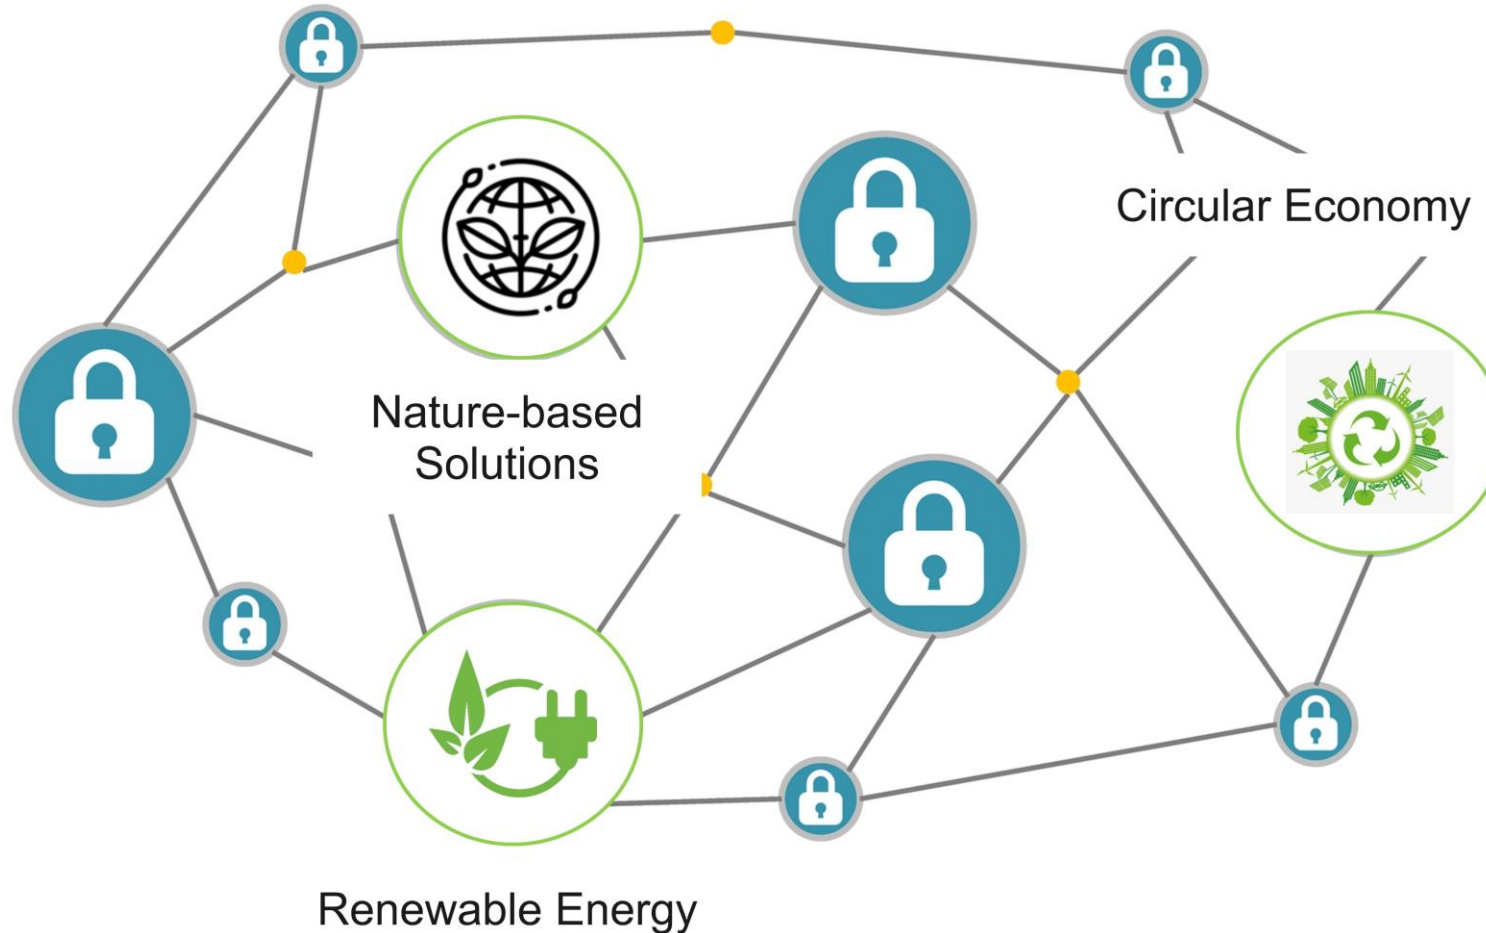 Circular Economy
Nature-based
Solutions
Renewable Energy